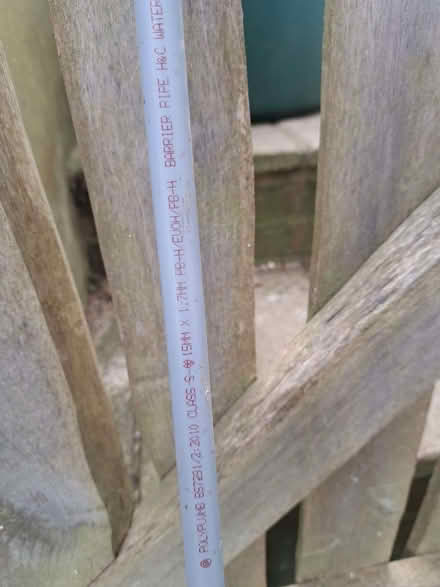 ® POLYPLUMB BS7291/2:2010 CLASS-S- 15MM X 1.7MM PB-H/EVOH/PB-H BARRIER PIPE H&C WATER